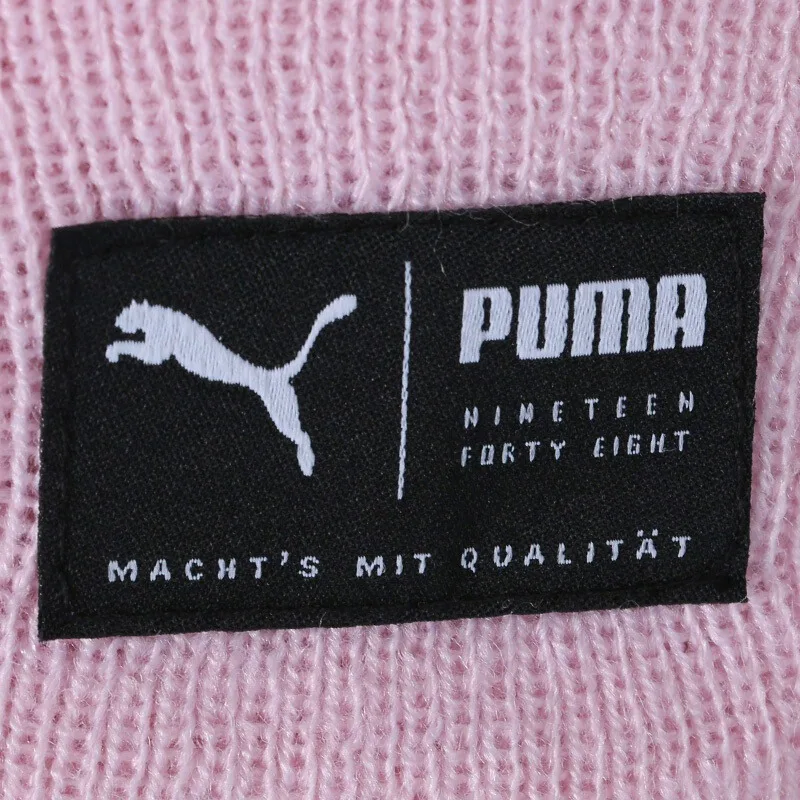 PUMA
NINETEEN
FORTY EIGHT
MACHT'S MIT QUALITÄT